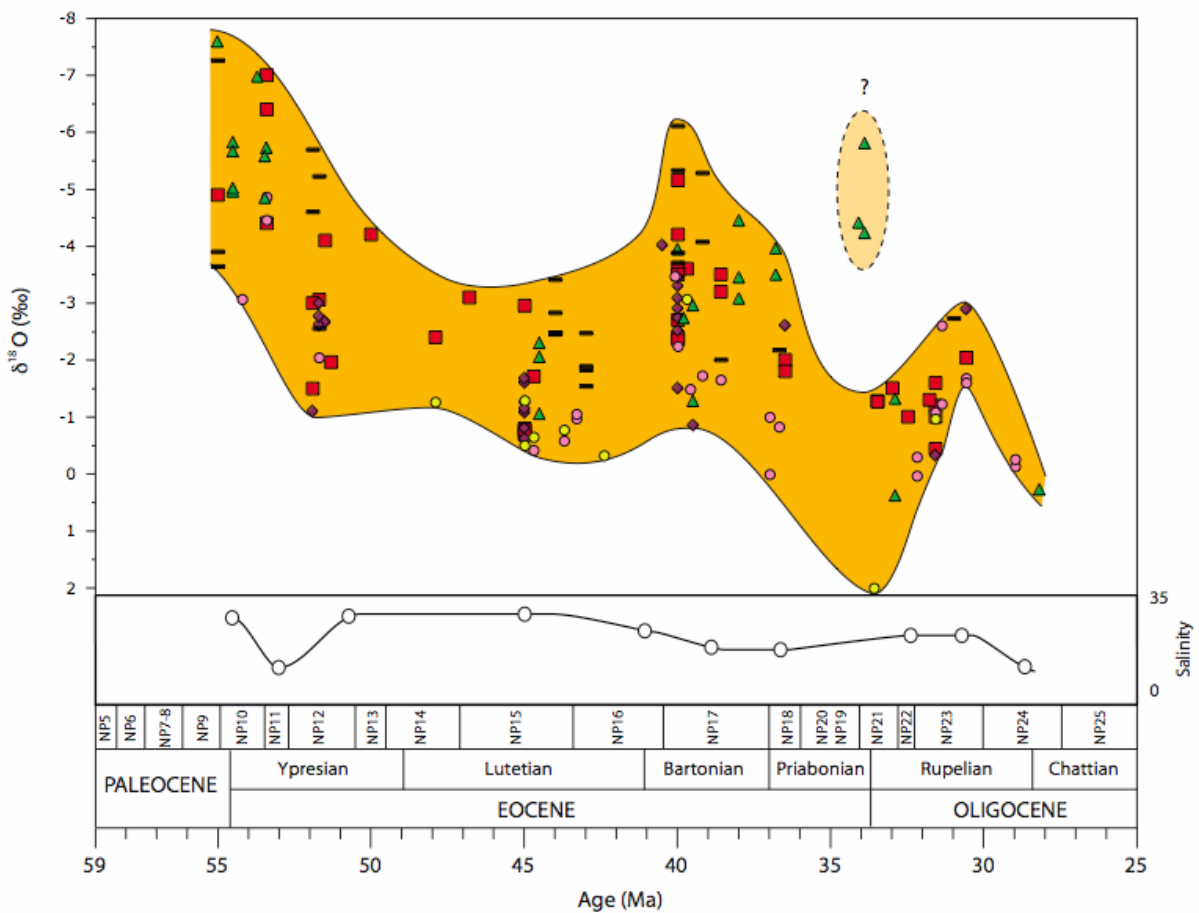 -8
-7
?
-6
-5
-4
-3
δ18O (‰)
-2
-1
0
1
2
35
Salinity
0
NP5 NP6 NP7-8 NP9 NP10 NP11 NP12 NP13 NP14 NP15 NP16 NP17 NP18 NP20 NP19 NP21 NP22 NP23 NP24 NP25
Ypresian Lutetian Bartonian Priabonian Rupelian Chattian
PALEOCENE
EOCENE OLIGOCENE
59 55 50 45 40 35 30 25
Age (Ma)